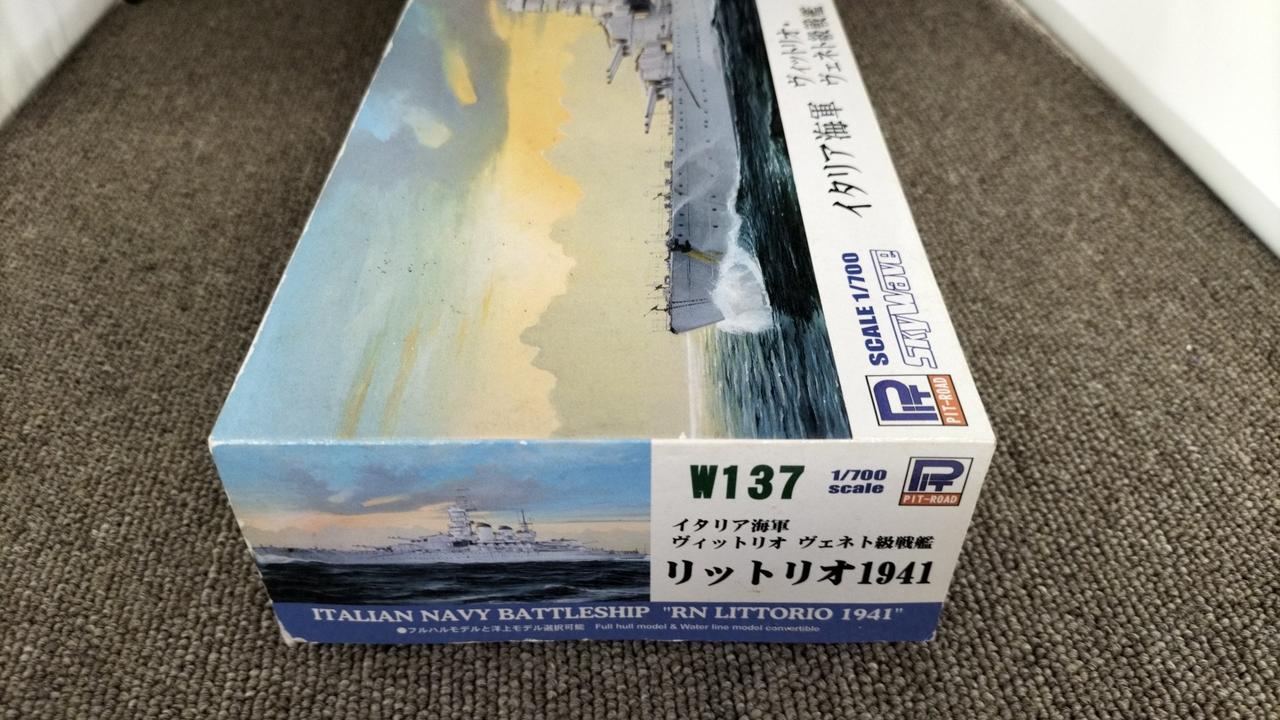 イタリア海軍 ヴィットリオ・
ヴェネト級戦艦
SCALE 1/700
Skywave
PIT
PIT-ROAD
W137
1/700
scale
PIT
PIT-ROAD
イタリア海軍
ヴィットリオ ヴェネト級戦艦
リットリオ1941
ITALIAN NAVY BATTLESHIP "RN LITTORIO 1941"
●フルハルモデルと洋上モデル選択可能 Full hull model & Water line model convertible